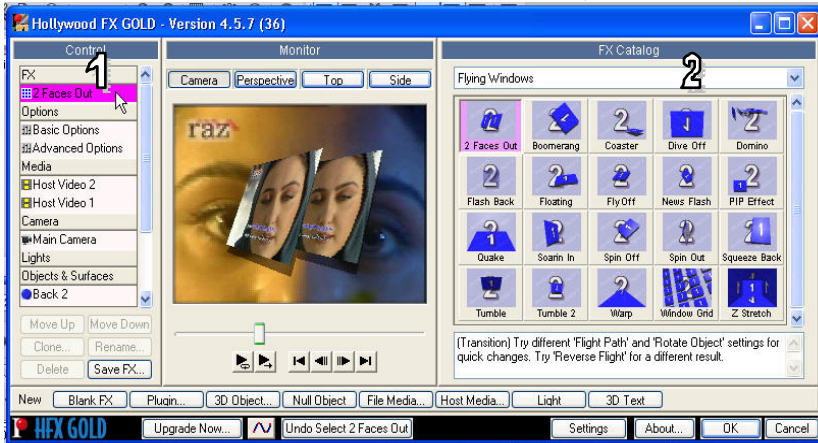 Hollywood FX GOLD - Version 4.5.7 (36)
Control
1
FX
2 Faces Out
Options
Basic Options
Advanced Options
Media
Host Video 2
Host Video 1
Camera
Main Camera
Lights
Objects & Surfaces
Back 2
Move Up Move Down
Clone... Rename...
Delete Save FX...
Monitor
Camera Perspective Top Side
raz
FX Catalog
2
Flying Windows
2 Faces Out Boomerang Coaster Dive Off Domino
Flash Back Floating Fly Off News Flash PIP Effect
Quake Soarin In Spin Off Spin Out Squeeze Back
Tumble Tumble 2 Warp Window Grid Z Stretch
(Transition) Try different 'Flight Path' and 'Rotate Object' settings for
quick changes. Try 'Reverse Flight' for a different result.
New Blank FX Plugin... 3D Object... Null Object File Media... Host Media... Light 3D Text
HFX GOLD Upgrade Now... Undo Select 2 Faces Out Settings About... OK Cancel